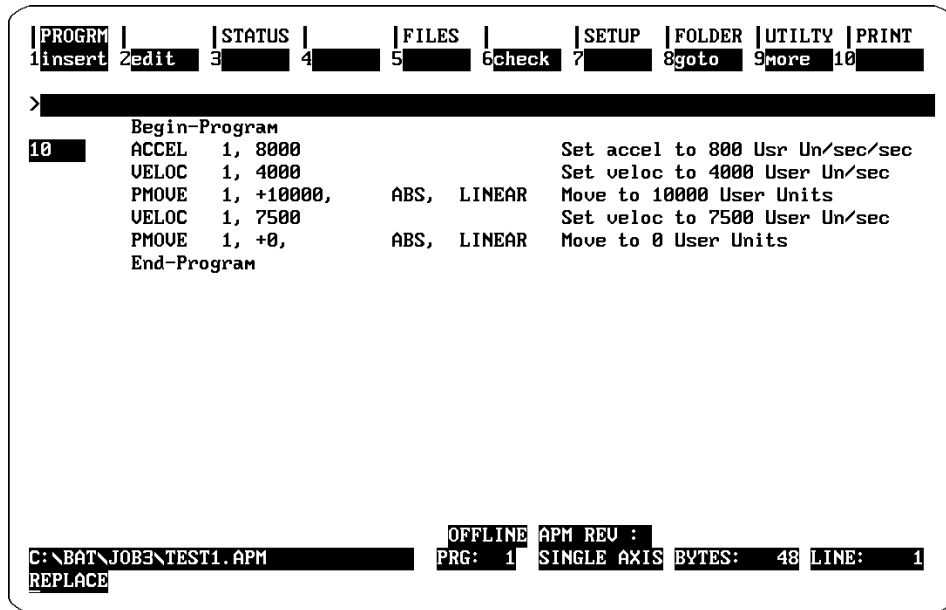 |PROGRM | |STATUS | |FILES | |SETUP |FOLDER |UTILTY |PRINT
1insert 2edit 3 4 5 6check 7 8goto 9more 10
>
Begin-Program
10 ACCEL 1, 8000 Set accel to 800 Usr Un/sec/sec
VELOC 1, 4000 Set veloc to 4000 User Un/sec
PMOVE 1, +10000, ABS, LINEAR Move to 10000 User Units
VELOC 1, 7500 Set veloc to 7500 User Un/sec
PMOVE 1, +0, ABS, LINEAR Move to 0 User Units
End-Program
OFFLINE APM REV :
C:\BAT\JOB3\TEST1.APM PRG: 1 SINGLE AXIS BYTES: 48 LINE: 1
REPLACE